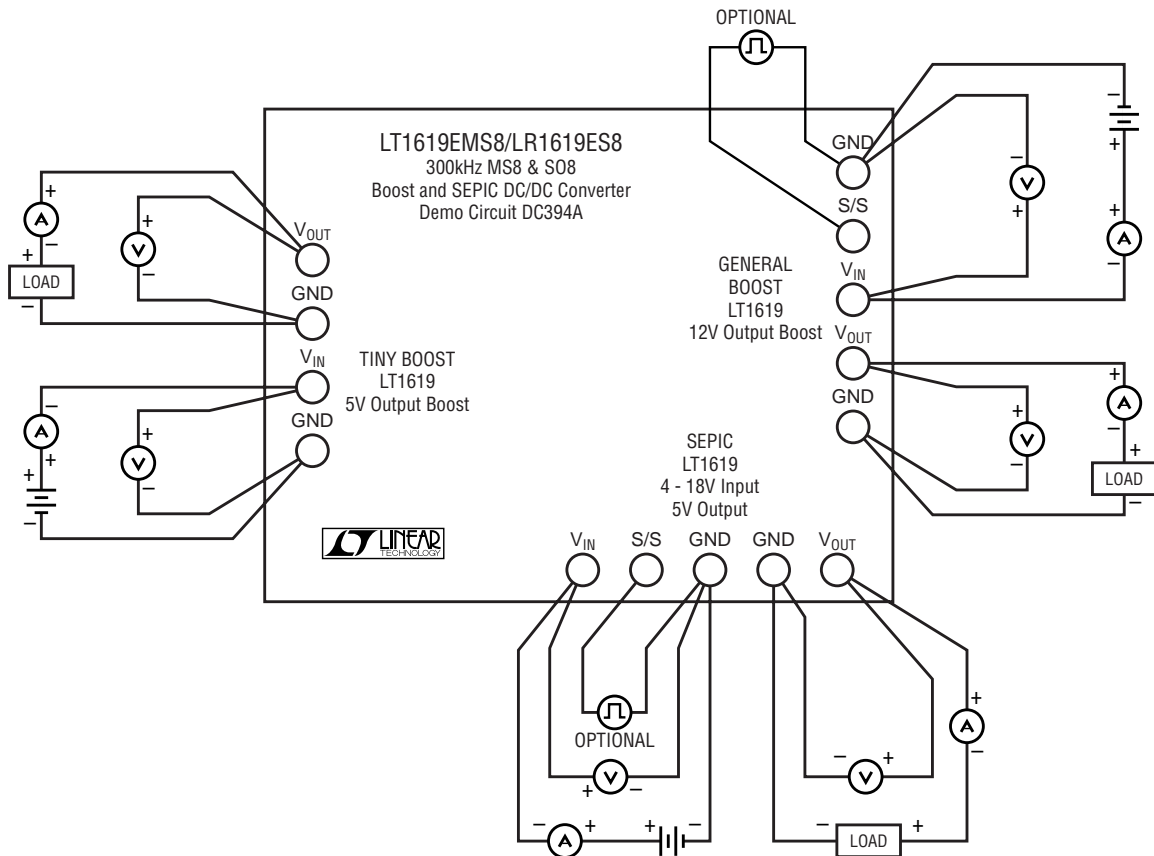 OPTIONAL
LT1619EMS8/LR1619ES8
300kHz MS8 & SO8
Boost and SEPIC DC/DC Converter
Demo Circuit DC394A
GND
S/S
VIN
VOUT
GND
GENERAL
BOOST
LT1619
12V Output Boost
VOUT
GND
VIN
GND
TINY BOOST
LT1619
5V Output Boost
A
V
LOAD
+
−
+
−
+
−
A
V
−
+
+
−
+
−
V
A
−
+
−
+
−
+
A
V
LOAD
+
−
+
−
+
−
SEPIC
LT1619
4 - 18V Input
5V Output
LT LINEAR
TECHNOLOGY
VIN
S/S
GND
GND
VOUT
OPTIONAL
+ V −
− A + + −
− V +
+
A
−
− LOAD +